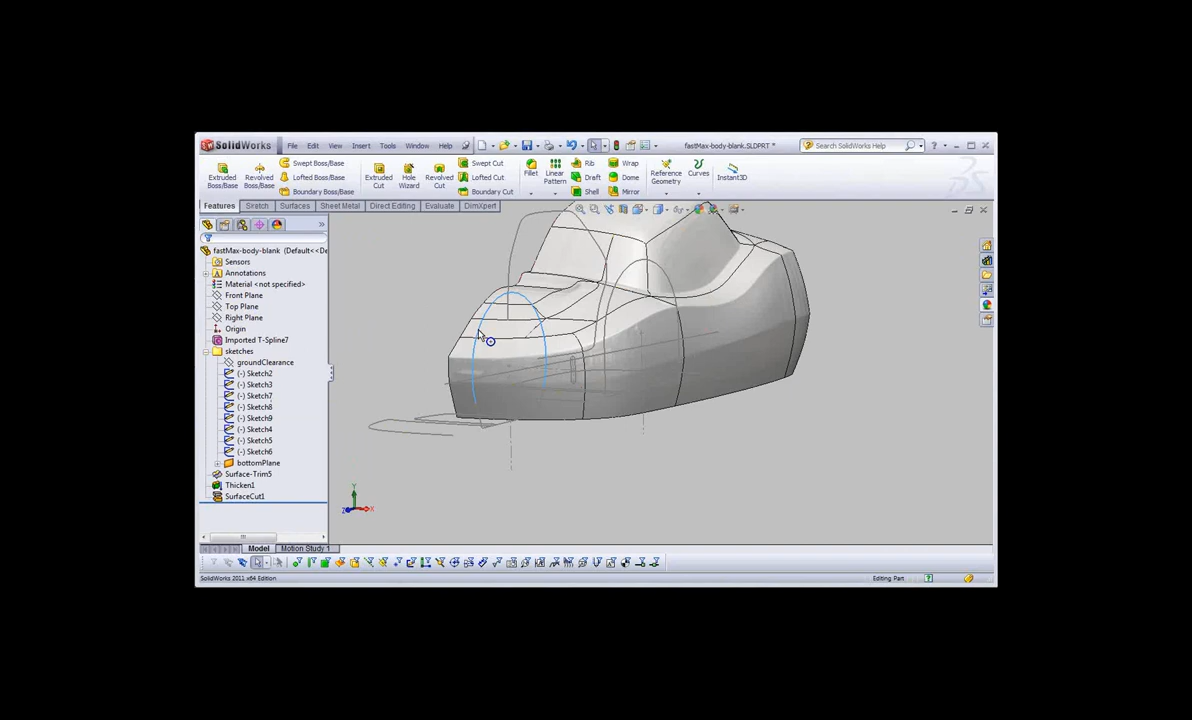 SolidWorks File Edit View Insert Tools Window Help fastMax-body-blank.SLDPRT * Search SolidWorks Help
Extruded Boss/Base Revolved Boss/Base Swept Boss/Base Lofted Boss/Base Boundary Boss/Base Extruded Cut Hole Wizard Revolved Cut Swept Cut Lofted Cut Boundary Cut Fillet Linear Pattern Rib Draft Shell Wrap Dome Mirror Reference Geometry Curves Instant3D
Features Sketch Surfaces Sheet Metal Direct Editing Evaluate DimXpert
fastMax-body-blank (Default<<De
Sensors
Annotations
Material <not specified>
Front Plane
Top Plane
Right Plane
Origin
Imported T-Spline7
sketches
groundClearance
(-) Sketch2
(-) Sketch3
(-) Sketch7
(-) Sketch8
(-) Sketch9
(-) Sketch4
(-) Sketch5
(-) Sketch6
bottomPlane
Surface-Trim5
Thicken1
SurfaceCut1
Y
Z X
Model Motion Study 1
SolidWorks 2011 x64 Edition Editing Part